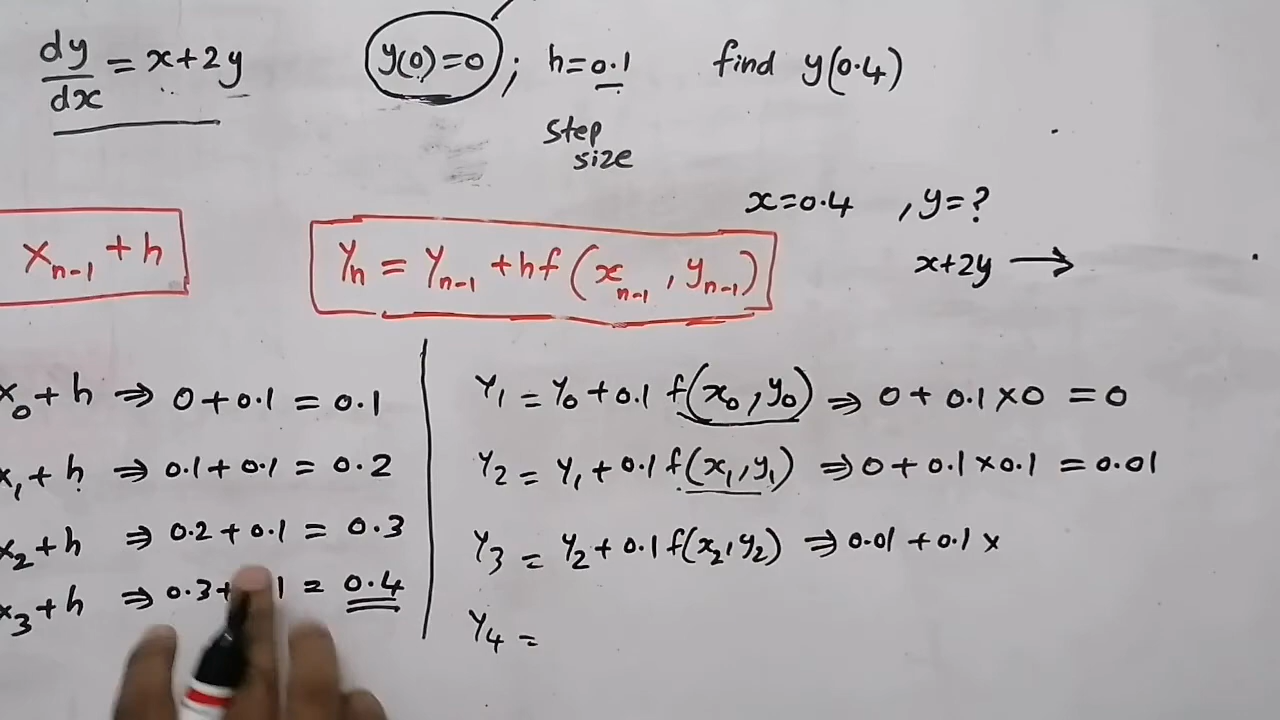 dy/dx = x+2y y(0)=0 ; h=0.1 find y(0.4)
step size
x=0.4 , y=?
x+2y →
xₙ₋₁ + h
Yₙ = Yₙ₋₁ + hf(xₙ₋₁ , yₙ₋₁)
x₀ + h ⇒ 0+0.1 = 0.1
x₁ + h ⇒ 0.1+0.1 = 0.2
x₂ + h ⇒ 0.2+0.1 = 0.3
x₃ + h ⇒ 0.3+ 1 = 0.4
Y₁ = Y₀ + 0.1 f(x₀, y₀) ⇒ 0 + 0.1×0 = 0
Y₂ = Y₁ + 0.1 f(x₁, y₁) ⇒ 0 + 0.1×0.1 = 0.01
Y₃ = Y₂ + 0.1 f(x₂, y₂) ⇒ 0.01 + 0.1 ×
Y₄ =